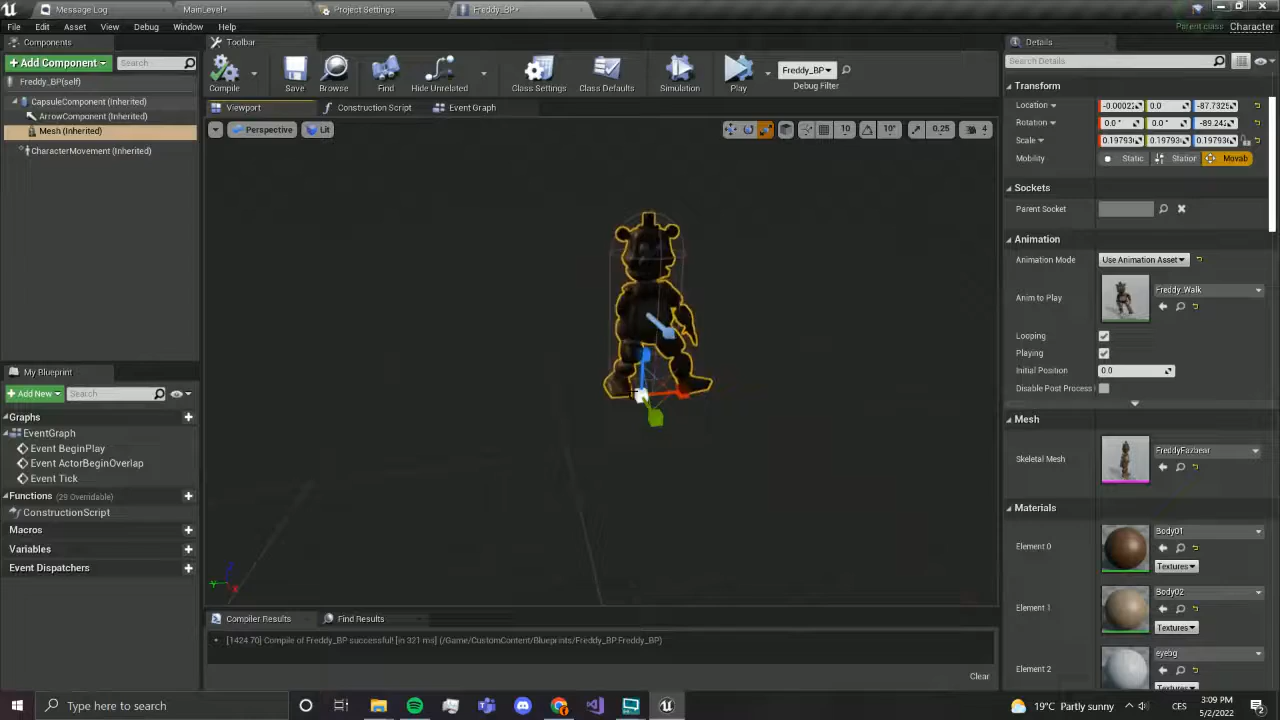 Message Log
Main_Level*
Project Settings
Freddy_BP*
File Edit Asset View Debug Window Help
Parent class: Character
Components
Toolbar
Details
+ Add Component
Search
Freddy_BP(self)
CapsuleComponent (Inherited)
ArrowComponent (Inherited)
Mesh (Inherited)
CharacterMovement (Inherited)
Compile
Save
Browse
Find
Hide Unrelated
Class Settings
Class Defaults
Simulation
Play
Freddy_BP
Debug Filter
Viewport
Construction Script
Event Graph
Perspective
Lit
10
10°
0.25
4
Search Details
Transform
Location 0.0
Rotation 0.0 ° 0.0 °
Scale
Mobility Static Movab
Sockets
Parent Socket
Animation
Animation Mode Use Animation Asset
Anim to Play Freddy_Walk
Looping
Playing
Initial Position 0.0
Disable Post Process
Mesh
Skeletal Mesh FreddyFazbear
Materials
Element 0 Body01
Textures
Element 1 Body02
Textures
Element 2 eyebg
Textures
My Blueprint
+ Add New
Search
Graphs
EventGraph
Event BeginPlay
Event ActorBeginOverlap
Event Tick
Functions (29 Overridable)
ConstructionScript
Macros
Variables
Event Dispatchers
Compiler Results
Find Results
[1424.70] Compile of Freddy_BP successful! [in 321 ms] (/Game/CustomContent/Blueprints/Freddy_BP.Freddy_BP)
Clear
Type here to search
19°C Partly sunny
CES
3:09 PM
5/2/2022